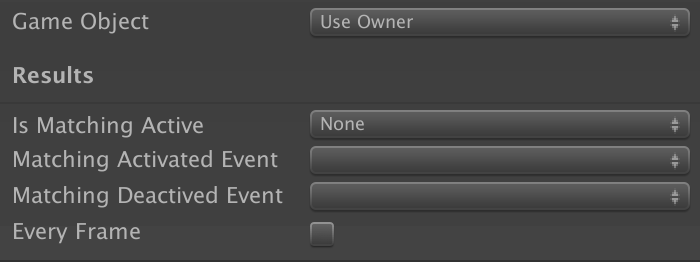 Game Object Use Owner
Results
Is Matching Active None
Matching Activated Event
Matching Deactived Event
Every Frame